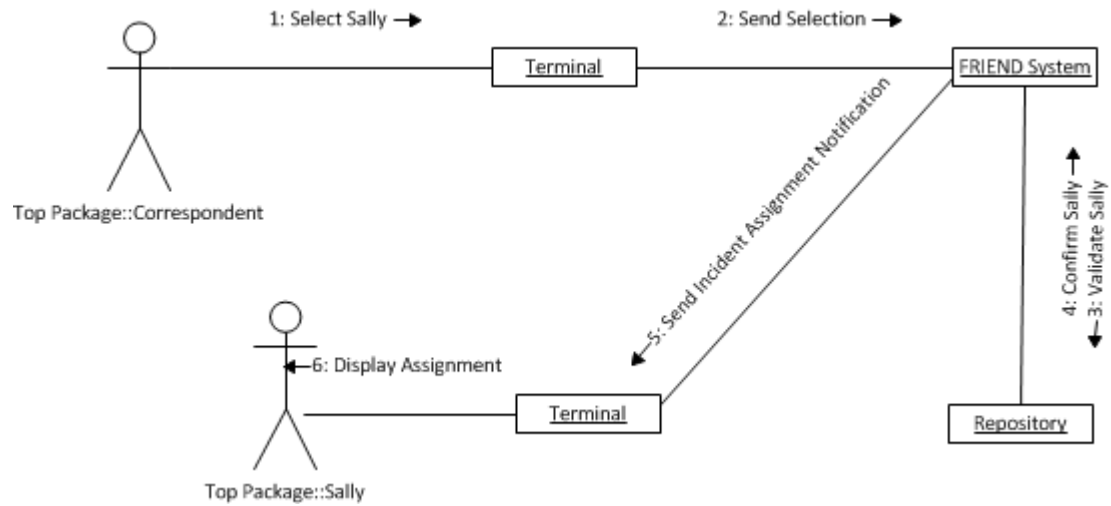 1: Select Sally
2: Send Selection
Terminal
FRIEND System
Top Package::Correspondent
5: Send Incident Assignment Notification
4: Confirm Sally
3: Validate Sally
6: Display Assignment
Terminal
Repository
Top Package::Sally